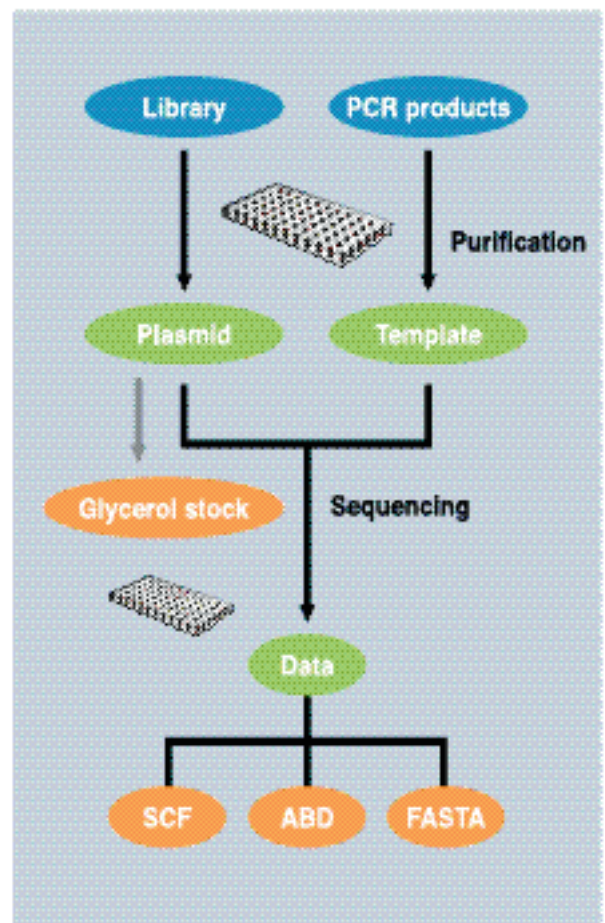 Library
PCR products
Purification
Plasmid
Template
Glycerol stock
Sequencing
Data
SCF
ABD
FASTA